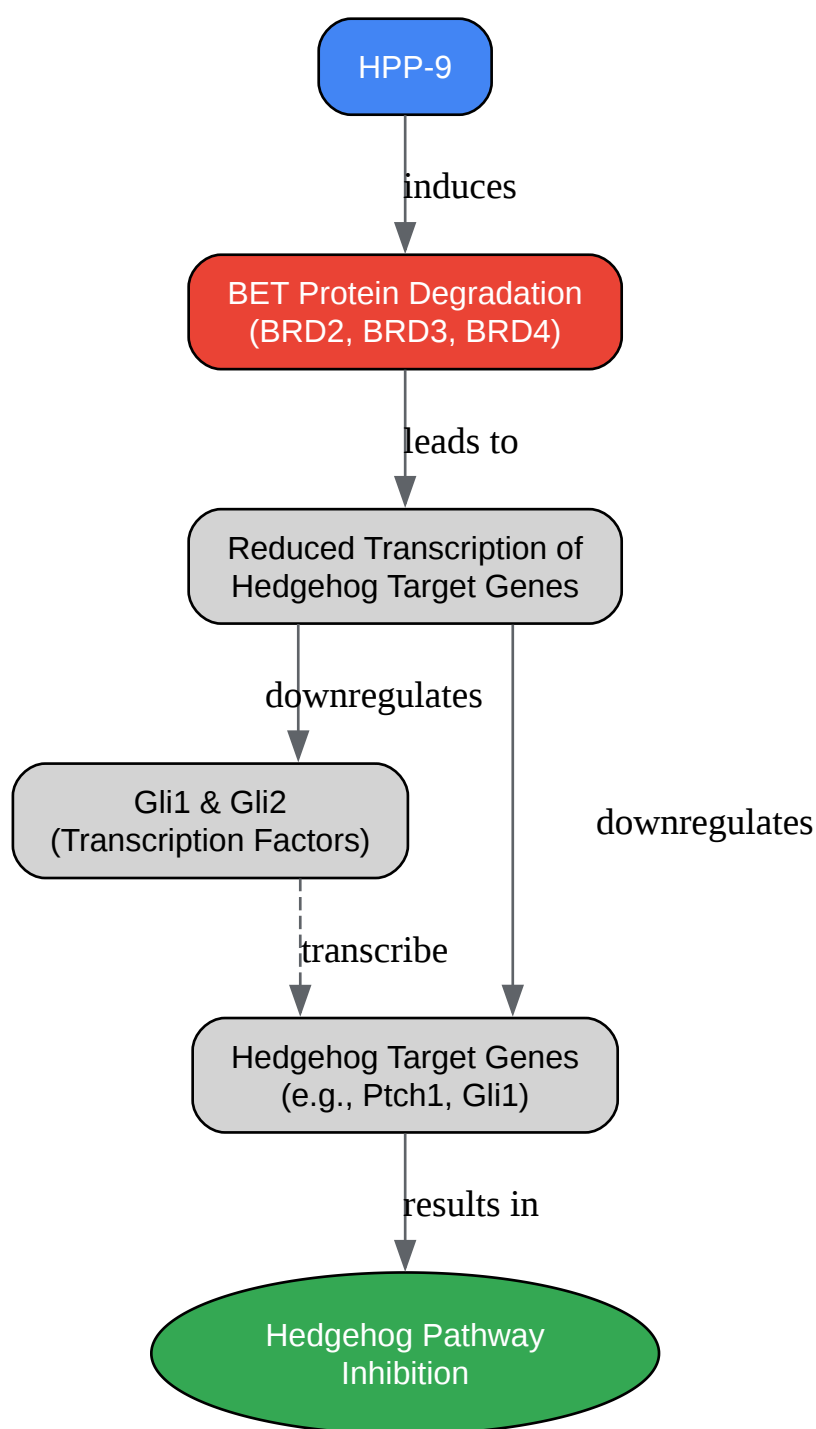 HPP-9
induces
BET Protein Degradation
(BRD2, BRD3, BRD4)
leads to
Reduced Transcription of
Hedgehog Target Genes
downregulates
Gli1 & Gli2
(Transcription Factors)
downregulates
transcribe
Hedgehog Target Genes
(e.g., Ptch1, Gli1)
results in
Hedgehog Pathway
Inhibition